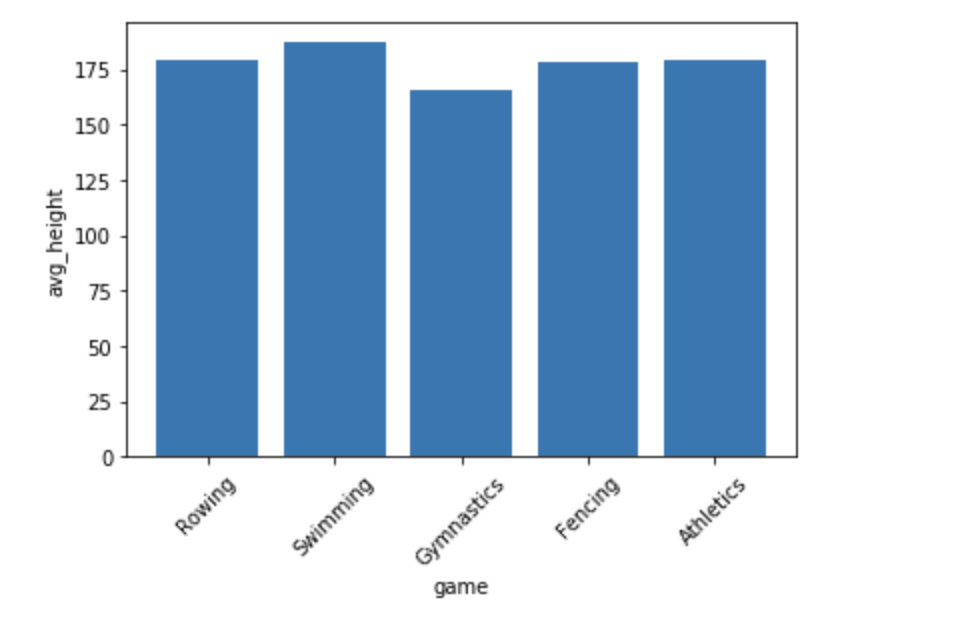 175
150
125
100
75
50
25
0
avg_height
Rowing
Swimming
Gymnastics
Fencing
Athletics
game